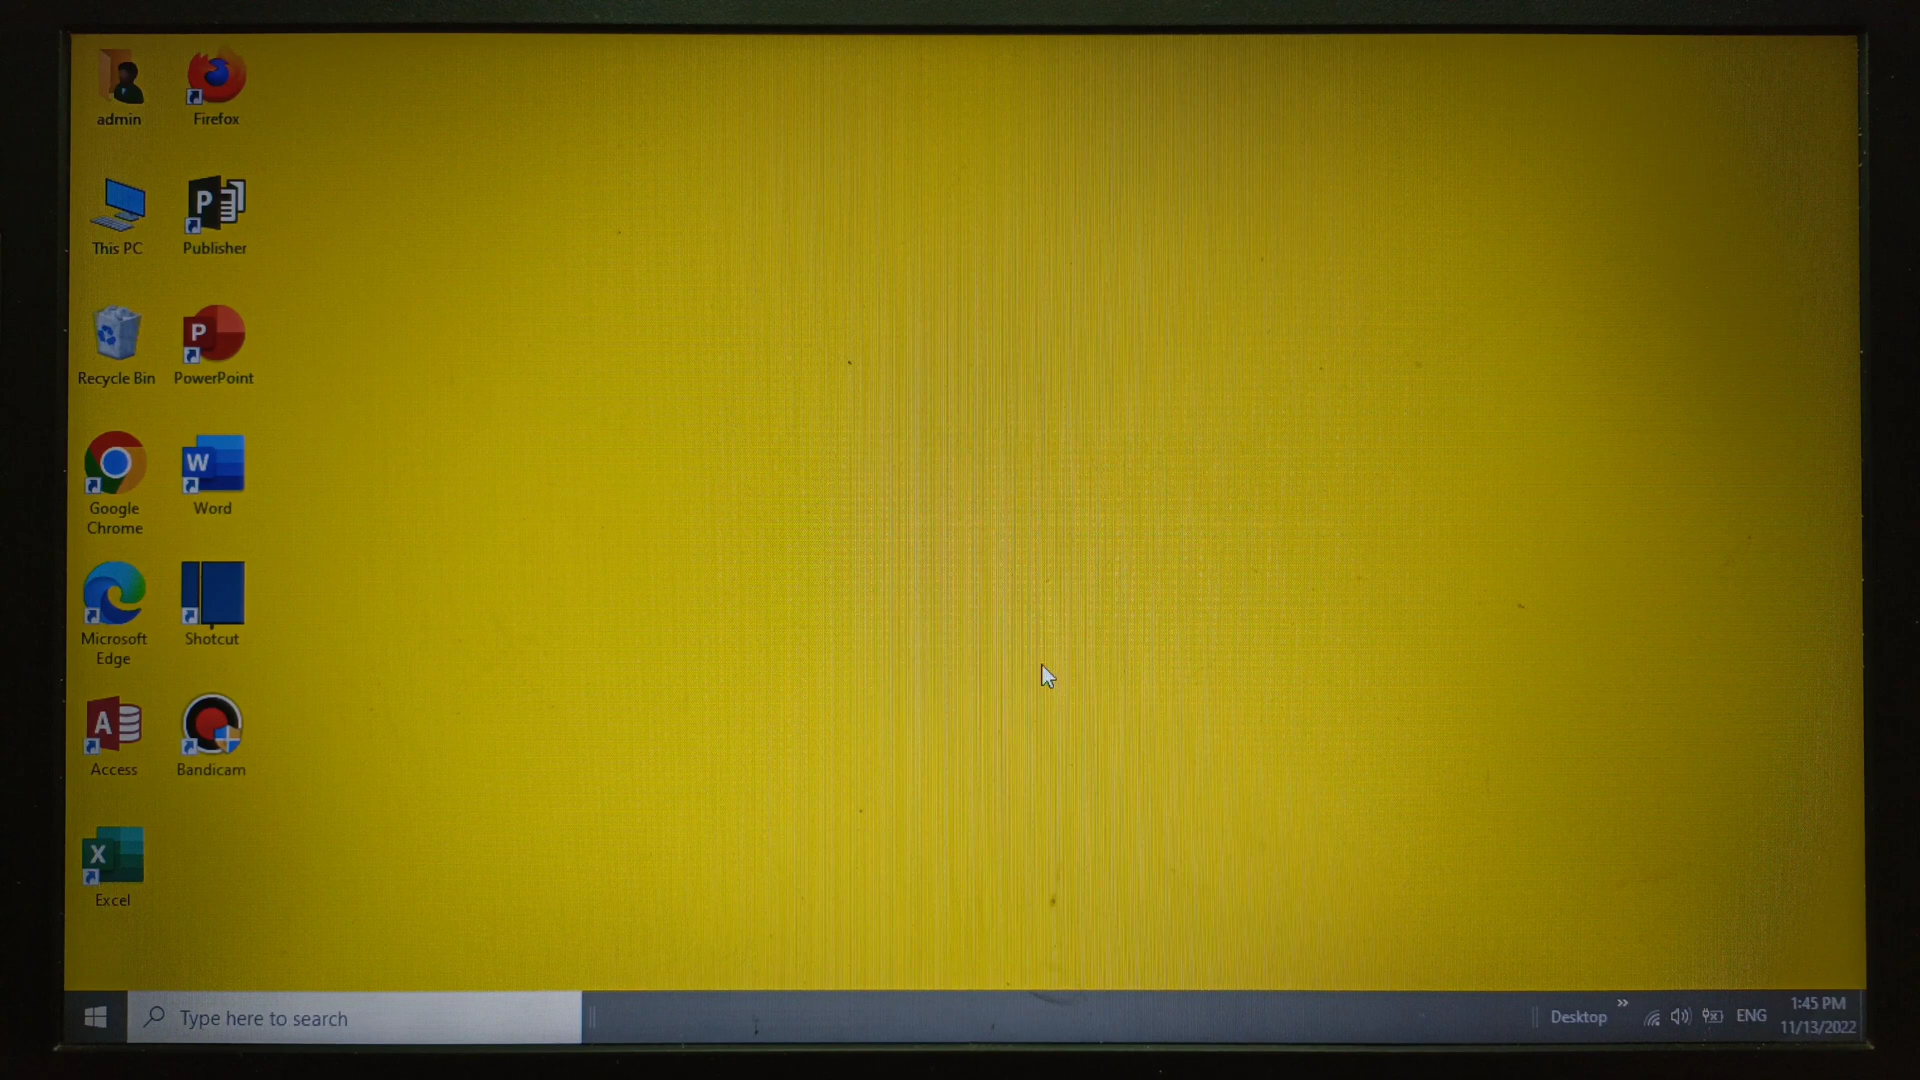 admin
Firefox
This PC
Publisher
Recycle Bin
PowerPoint
Google
Chrome
Word
Microsoft
Edge
Shotcut
Access
Bandicam
Excel
Type here to search
Desktop
»
ENG
1:45 PM
11/13/2022